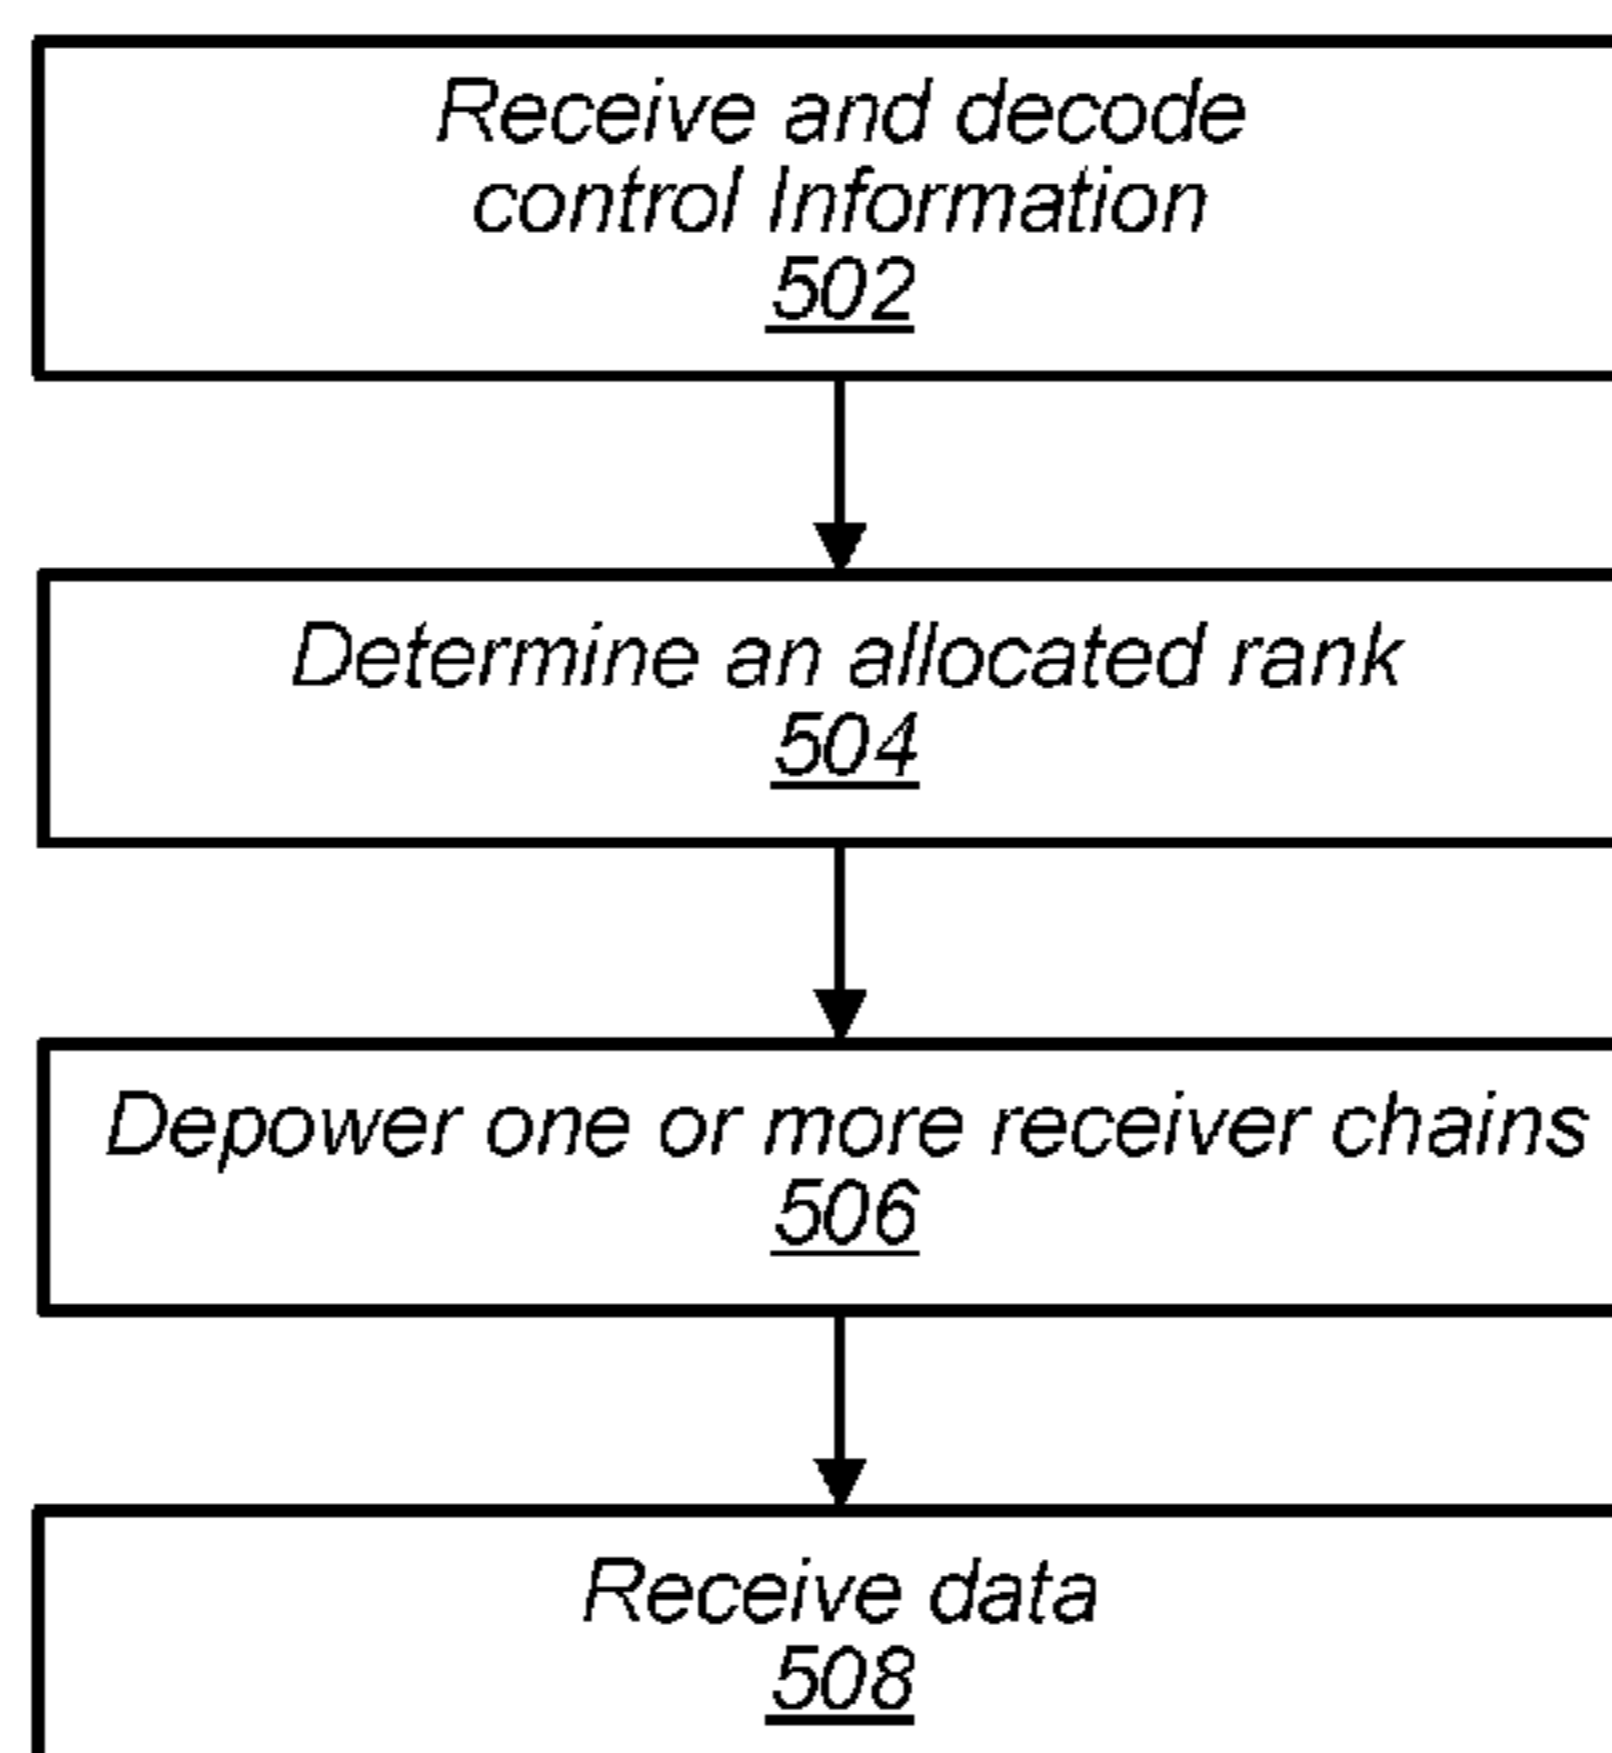 Receive and decode
control Information
502
Determine an allocated rank
504
Depower one or more receiver chains
506
Receive data
508